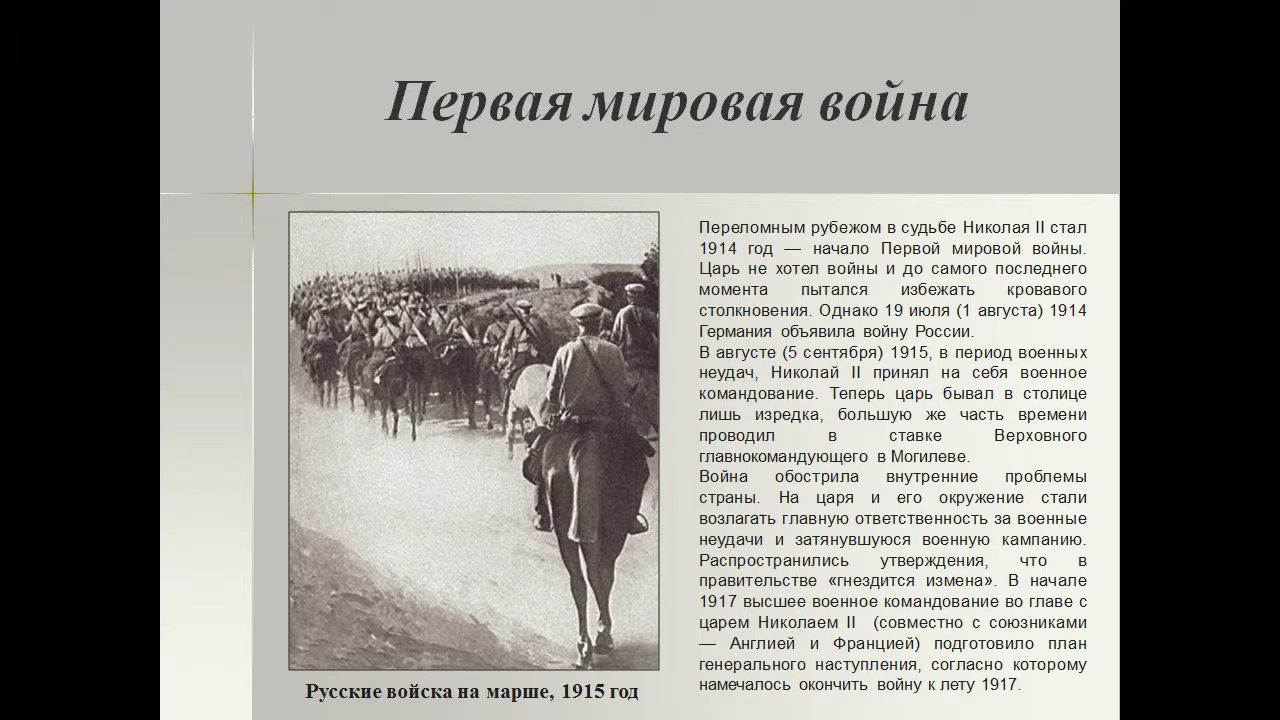 Первая мировая война
Переломным рубежом в судьбе Николая II стал
1914 год — начало Первой мировой войны.
Царь не хотел войны и до самого последнего
момента пытался избежать кровавого
столкновения. Однако 19 июля (1 августа) 1914
Германия объявила войну России.
В августе (5 сентября) 1915, в период военных
неудач, Николай II принял на себя военное
командование. Теперь царь бывал в столице
лишь изредка, большую же часть времени
проводил в ставке Верховного
главнокомандующего в Могилеве.
Война обострила внутренние проблемы
страны. На царя и его окружение стали
возлагать главную ответственность за военные
неудачи и затянувшуюся военную кампанию.
Распространились утверждения, что в
правительстве «гнездится измена». В начале
1917 высшее военное командование во главе с
царем Николаем II (совместно с союзниками
— Англией и Францией) подготовило план
генерального наступления, согласно которому
намечалось окончить войну к лету 1917.
Русские войска на марше, 1915 год